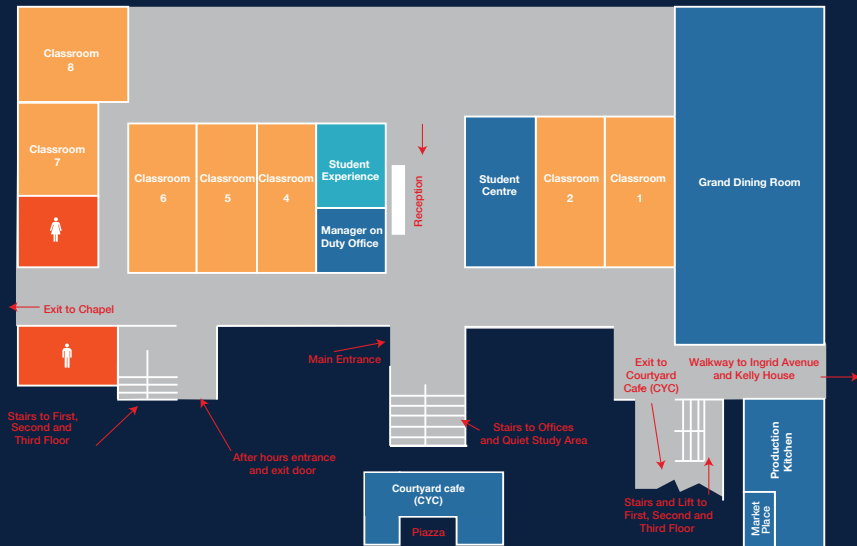 Classroom
8
Classroom
7
Classroom
6
Classroom
5
Classroom
4
Student
Experience
Manager on
Duty Office
Reception
Student
Centre
Classroom
2
Classroom
1
Grand Dining Room
Exit to Chapel
Main Entrance
Exit to
Courtyard
Cafe (CYC)
Walkway to Ingrid Avenue
and Kelly House
Stairs to First,
Second and
Third Floor
After hours entrance
and exit door
Stairs to Offices
and Quiet Study Area
Courtyard cafe
(CYC)
Piazza
Stairs and Lift to
First, Second and
Third Floor
Production
Kitchen
Market
Place